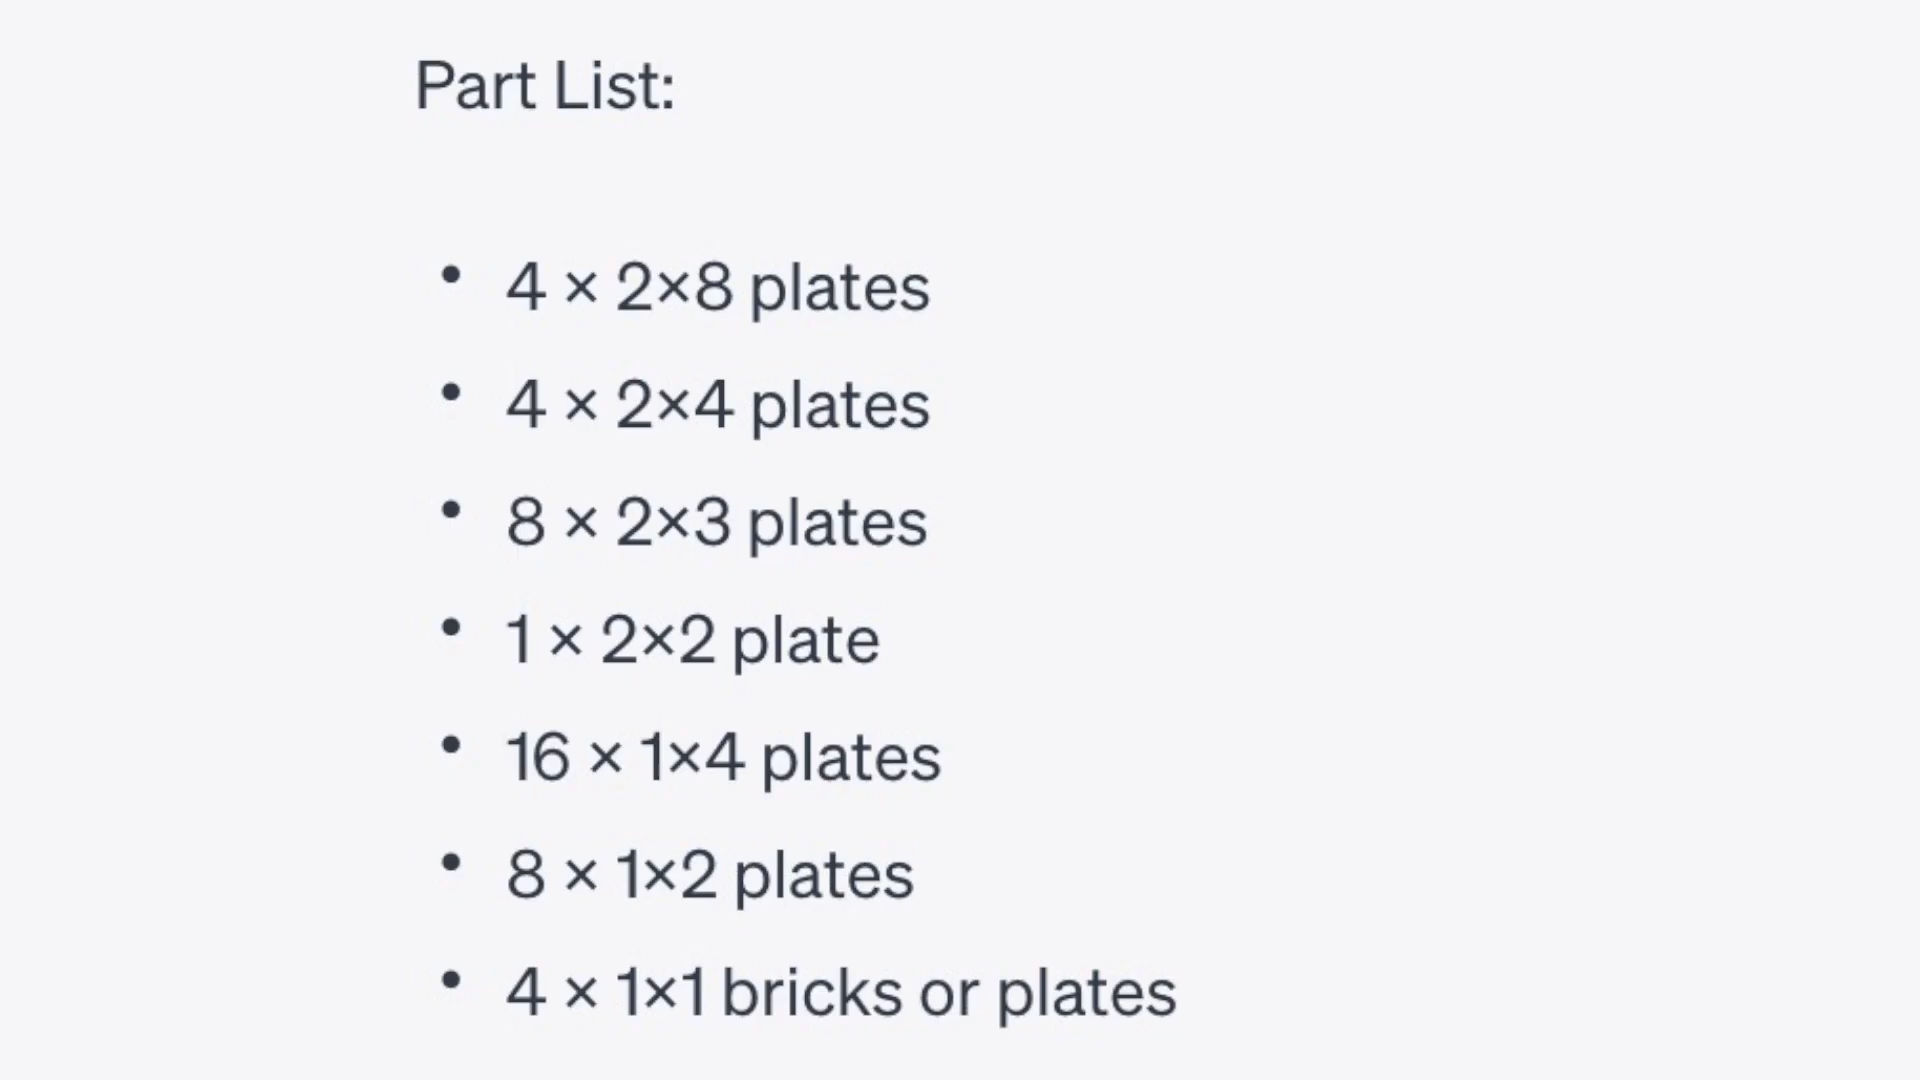 Part List:
• 4 × 2×8 plates
• 4 × 2×4 plates
• 8 × 2×3 plates
• 1 × 2×2 plate
• 16 × 1×4 plates
• 8 × 1×2 plates
• 4 × 1×1 bricks or plates